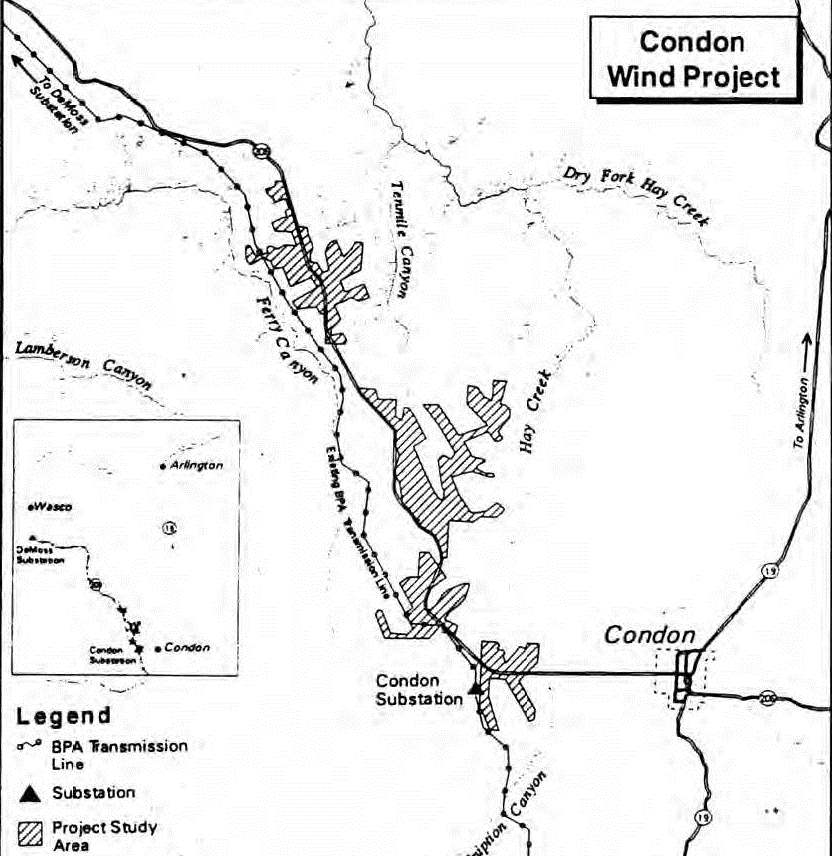 Condon
Wind Project
To DeMoss
Substation
206
Dry Fork Hay Creek
Tenmile Canyon
Ferry Canyon
Lamberson Canyon
Hay Creek
To Arlington
Existing BPA Transmission Line
Arlington
Wasco
DeMoss
Substation
Condon
Substation
Condon
19
Condon
Condon
Substation
206
19
Canyon
Legend
BPA Transmission
Line
Substation
Project Study
Area